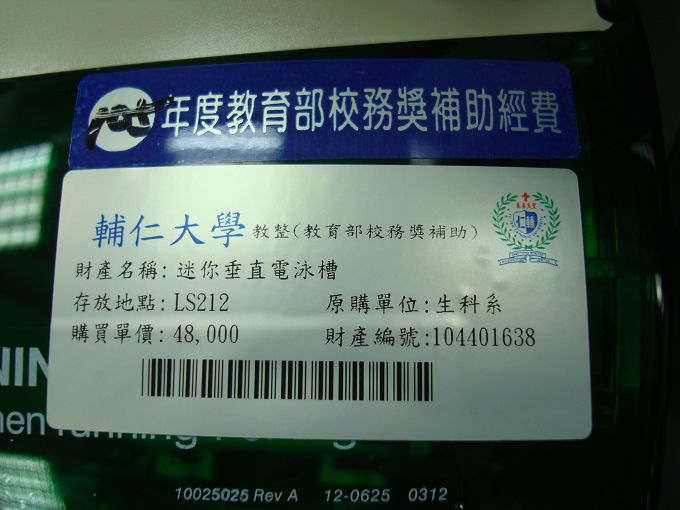 年度教育部校務獎補助經費
輔仁大學 教整(教育部校務獎補助)
財產名稱: 迷你垂直電泳槽
存放地點: LS212 原購單位: 生科系
購買單價: 48,000 財產編號:104401638
10025025 Rev A 12-0625 0312